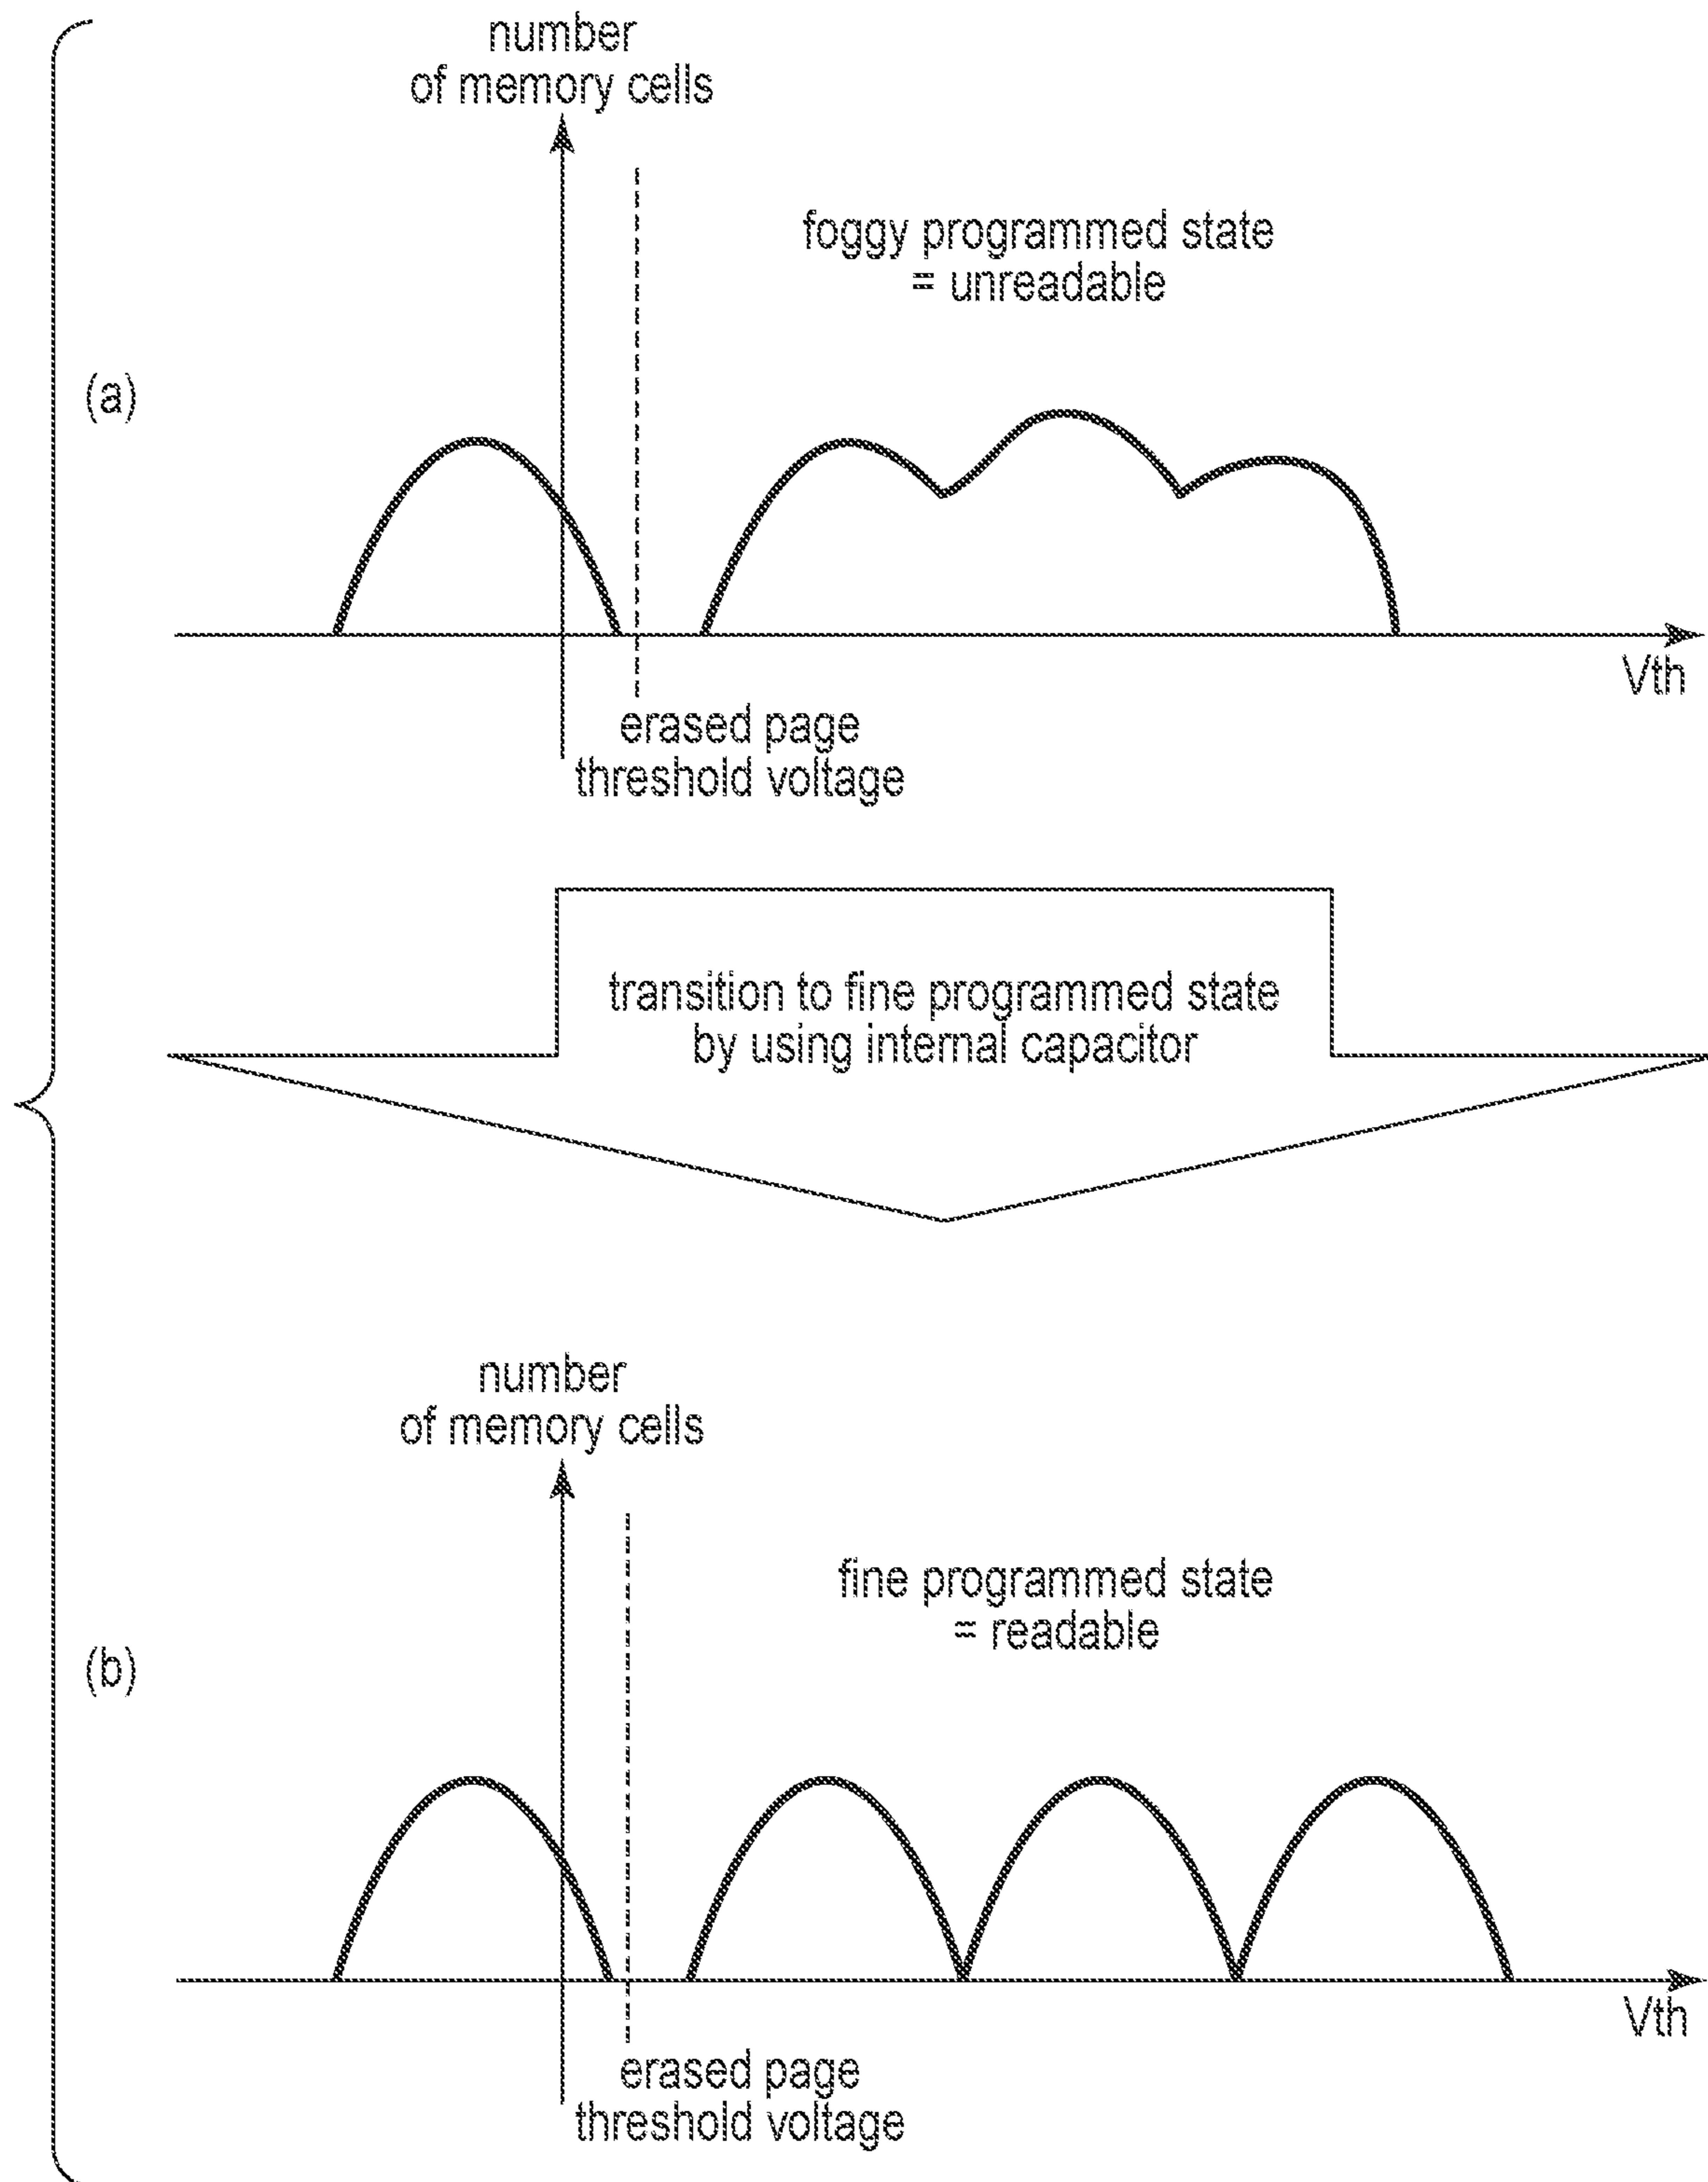 number
of memory cells
foggy programmed state
= unreadable
(a)
Vth
erased page
threshold voltage
transition to fine programmed state
by using internal capacitor
number
of memory cells
fine programmed state
= readable
(b)
Vth
erased page
threshold voltage